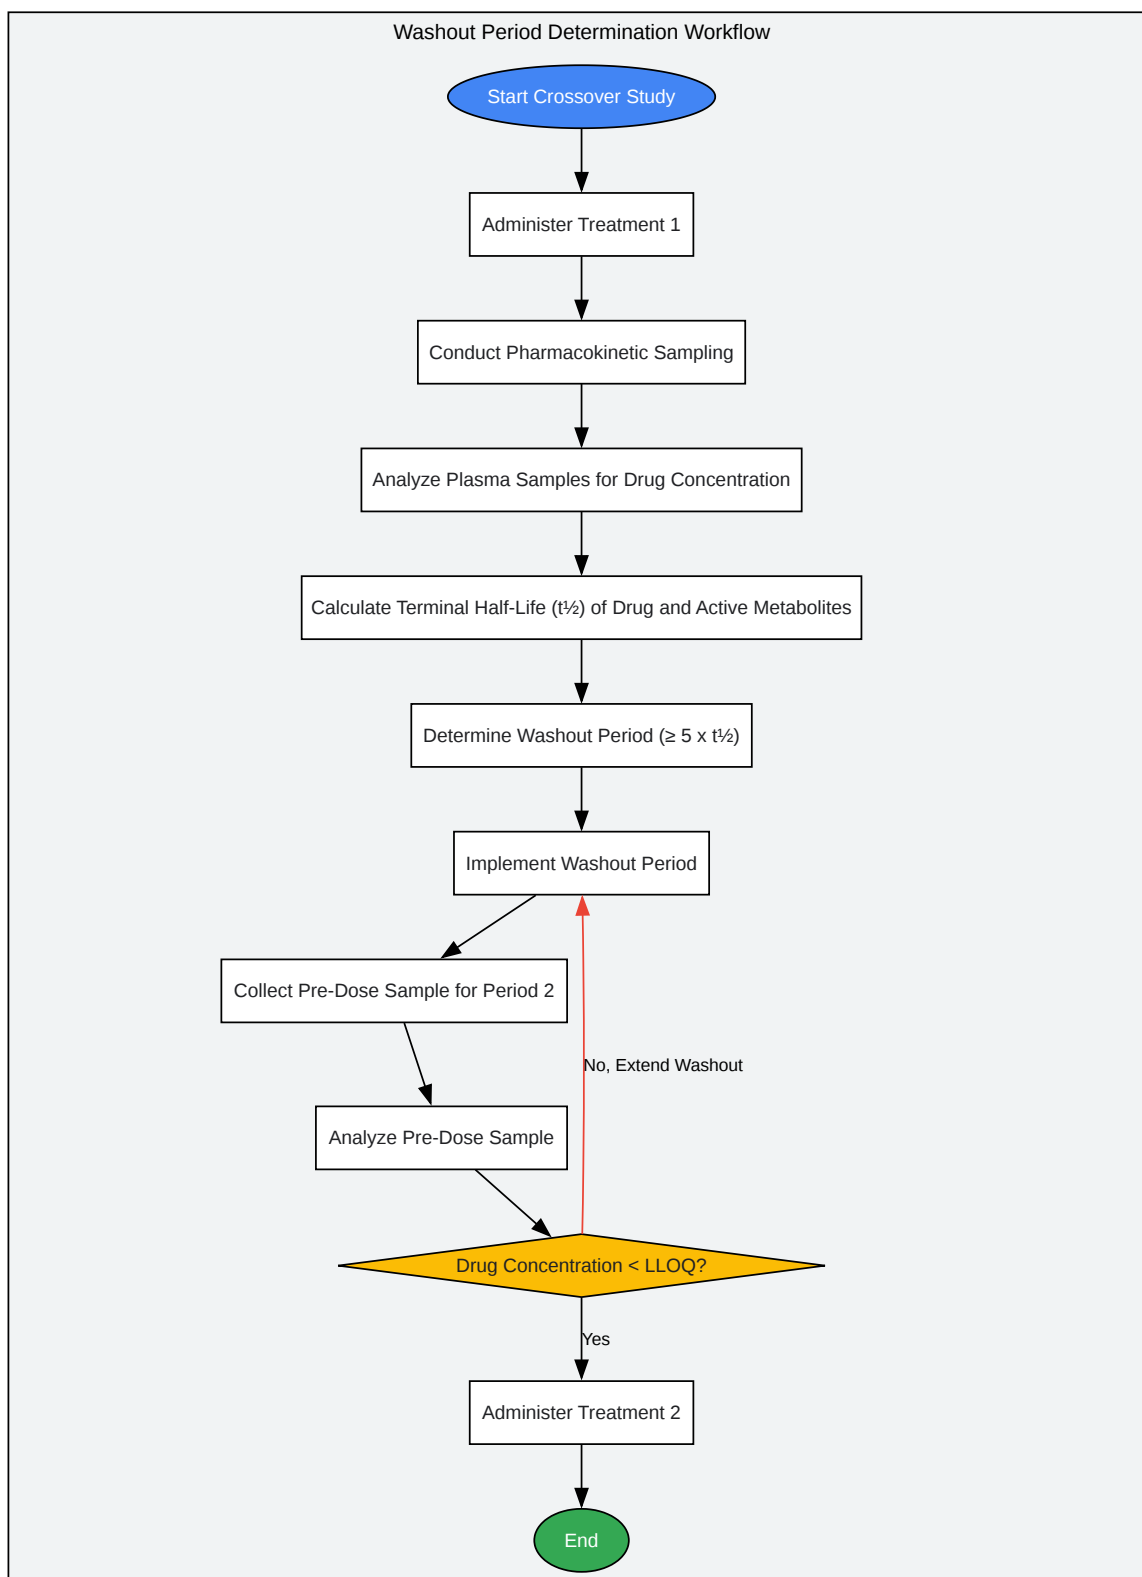 Washout Period Determination Workflow
Start Crossover Study
Administer Treatment 1
Conduct Pharmacokinetic Sampling
Analyze Plasma Samples for Drug Concentration
Calculate Terminal Half-Life (t½) of Drug and Active Metabolites
Determine Washout Period (≥ 5 x t½)
Implement Washout Period
Collect Pre-Dose Sample for Period 2
No, Extend Washout
Analyze Pre-Dose Sample
Drug Concentration < LLOQ?
Yes
Administer Treatment 2
End